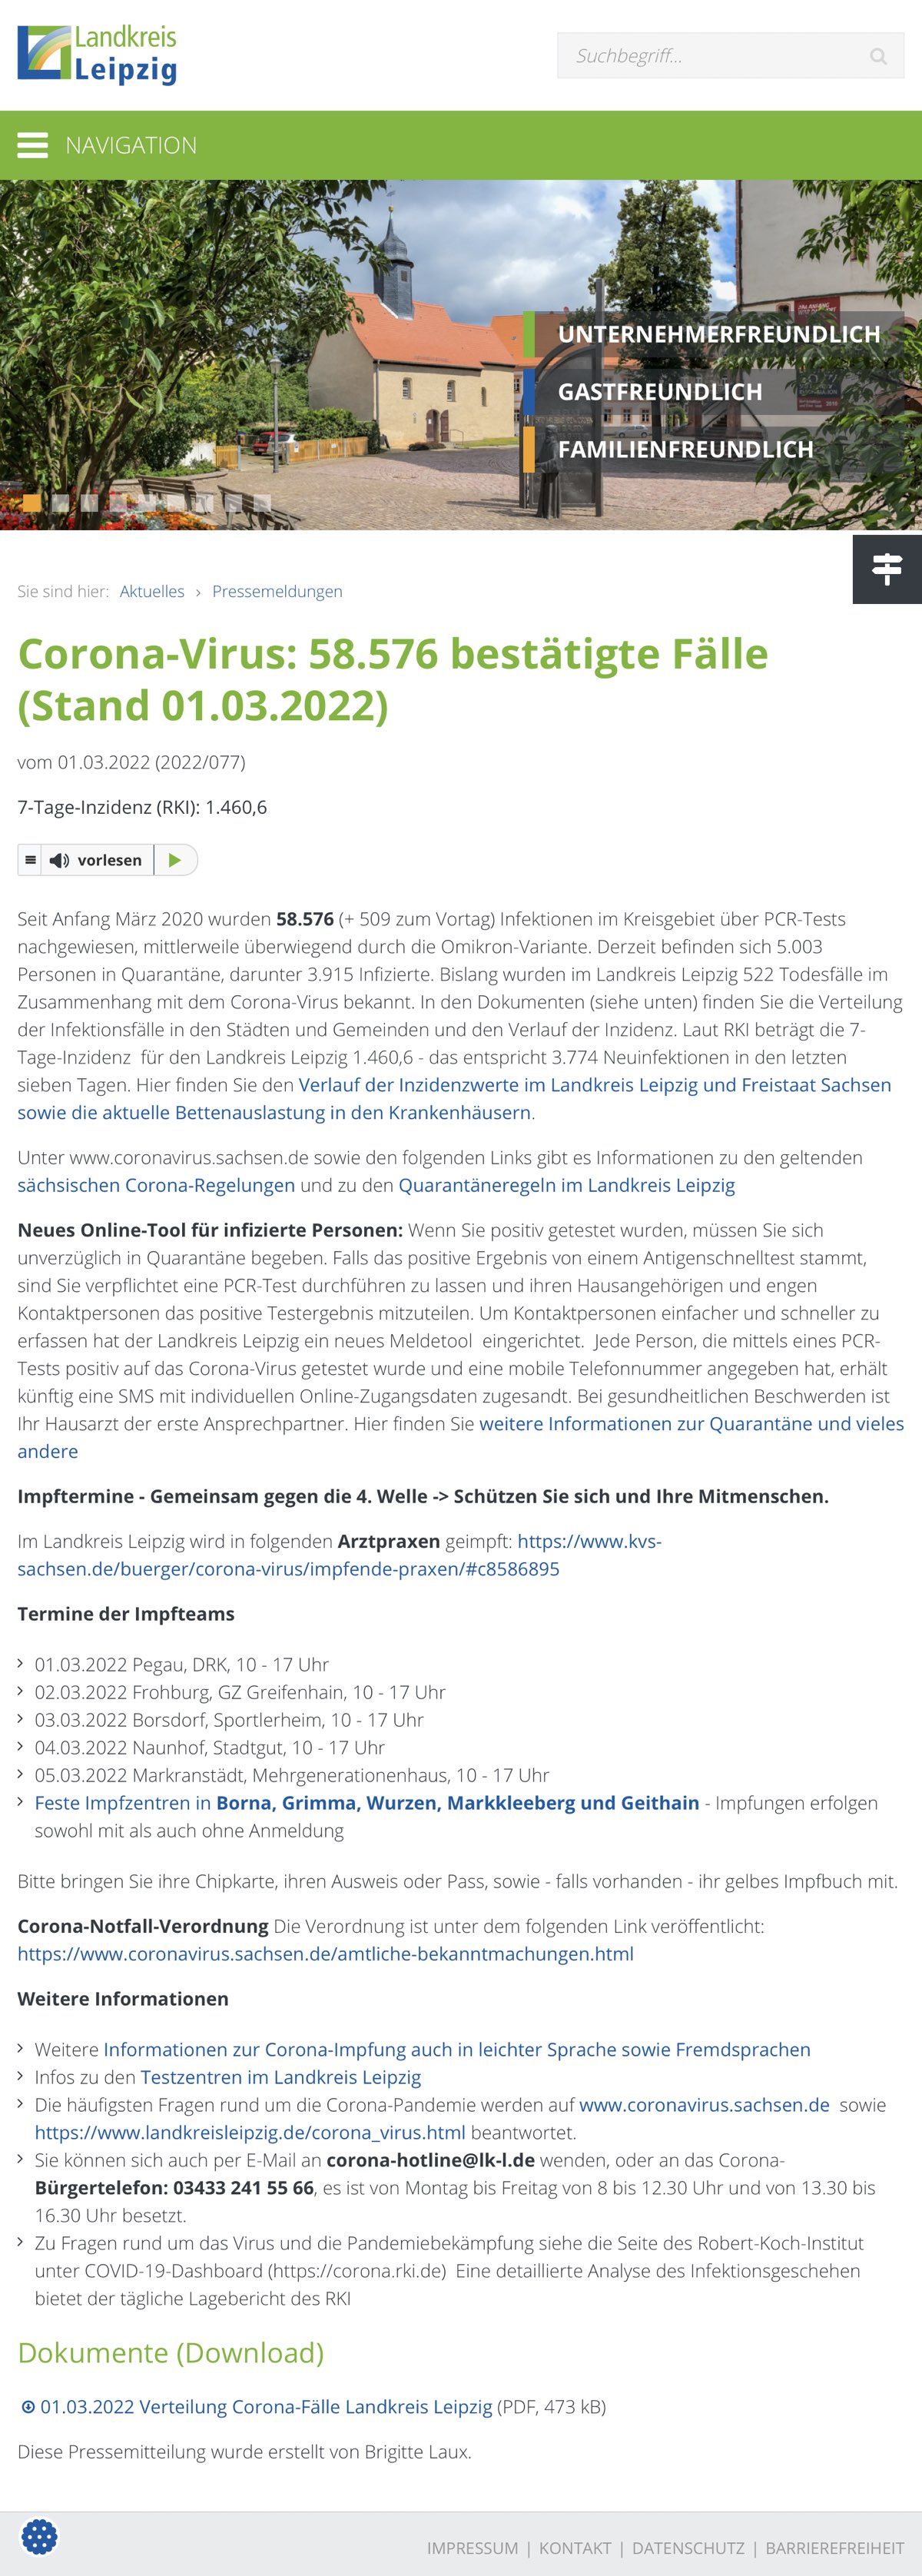 Landkreis
Leipzig
Suchbegriff...
NAVIGATION
UNTERNEHMERFREUNDLICH
GASTFREUNDLICH
FAMILIENFREUNDLICH
Sie sind hier: Aktuelles › Pressemeldungen
Corona-Virus: 58.576 bestätigte Fälle
(Stand 01.03.2022)
vom 01.03.2022 (2022/077)
7-Tage-Inzidenz (RKI): 1.460,6
vorlesen
Seit Anfang März 2020 wurden 58.576 (+ 509 zum Vortag) Infektionen im Kreisgebiet über PCR-Tests
nachgewiesen, mittlerweile überwiegend durch die Omikron-Variante. Derzeit befinden sich 5.003
Personen in Quarantäne, darunter 3.915 Infizierte. Bislang wurden im Landkreis Leipzig 522 Todesfälle im
Zusammenhang mit dem Corona-Virus bekannt. In den Dokumenten (siehe unten) finden Sie die Verteilung
der Infektionsfälle in den Städten und Gemeinden und den Verlauf der Inzidenz. Laut RKI beträgt die 7-
Tage-Inzidenz  für den Landkreis Leipzig 1.460,6 - das entspricht 3.774 Neuinfektionen in den letzten
sieben Tagen. Hier finden Sie den Verlauf der Inzidenzwerte im Landkreis Leipzig und Freistaat Sachsen
sowie die aktuelle Bettenauslastung in den Krankenhäusern.
Unter www.coronavirus.sachsen.de sowie den folgenden Links gibt es Informationen zu den geltenden
sächsischen Corona-Regelungen und zu den Quarantäneregeln im Landkreis Leipzig
Neues Online-Tool für infizierte Personen: Wenn Sie positiv getestet wurden, müssen Sie sich
unverzüglich in Quarantäne begeben. Falls das positive Ergebnis von einem Antigenschnelltest stammt,
sind Sie verpflichtet eine PCR-Test durchführen zu lassen und ihren Hausangehörigen und engen
Kontaktpersonen das positive Testergebnis mitzuteilen. Um Kontaktpersonen einfacher und schneller zu
erfassen hat der Landkreis Leipzig ein neues Meldetool  eingerichtet.  Jede Person, die mittels eines PCR-
Tests positiv auf das Corona-Virus getestet wurde und eine mobile Telefonnummer angegeben hat, erhält
künftig eine SMS mit individuellen Online-Zugangsdaten zugesandt. Bei gesundheitlichen Beschwerden ist
Ihr Hausarzt der erste Ansprechpartner. Hier finden Sie weitere Informationen zur Quarantäne und vieles
andere
Impftermine - Gemeinsam gegen die 4. Welle -> Schützen Sie sich und Ihre Mitmenschen.
Im Landkreis Leipzig wird in folgenden Arztpraxen geimpft: https://www.kvs-
sachsen.de/buerger/corona-virus/impfende-praxen/#c8586895
Termine der Impfteams
01.03.2022 Pegau, DRK, 10 - 17 Uhr
02.03.2022 Frohburg, GZ Greifenhain, 10 - 17 Uhr
03.03.2022 Borsdorf, Sportlerheim, 10 - 17 Uhr
04.03.2022 Naunhof, Stadtgut, 10 - 17 Uhr
05.03.2022 Markranstädt, Mehrgenerationenhaus, 10 - 17 Uhr
Feste Impfzentren in Borna, Grimma, Wurzen, Markkleeberg und Geithain - Impfungen erfolgen
sowohl mit als auch ohne Anmeldung
Bitte bringen Sie ihre Chipkarte, ihren Ausweis oder Pass, sowie - falls vorhanden - ihr gelbes Impfbuch mit.
Corona-Notfall-Verordnung Die Verordnung ist unter dem folgenden Link veröffentlicht:
https://www.coronavirus.sachsen.de/amtliche-bekanntmachungen.html
Weitere Informationen
Weitere Informationen zur Corona-Impfung auch in leichter Sprache sowie Fremdsprachen
Infos zu den Testzentren im Landkreis Leipzig
Die häufigsten Fragen rund um die Corona-Pandemie werden auf www.coronavirus.sachsen.de  sowie
https://www.landkreisleipzig.de/corona_virus.html beantwortet.
Sie können sich auch per E-Mail an corona-hotline@lk-l.de wenden, oder an das Corona-
Bürgertelefon: 03433 241 55 66, es ist von Montag bis Freitag von 8 bis 12.30 Uhr und von 13.30 bis
16.30 Uhr besetzt.
Zu Fragen rund um das Virus und die Pandemiebekämpfung siehe die Seite des Robert-Koch-Institut
unter COVID-19-Dashboard (https://corona.rki.de)  Eine detaillierte Analyse des Infektionsgeschehen
bietet der tägliche Lagebericht des RKI
Dokumente (Download)
01.03.2022 Verteilung Corona-Fälle Landkreis Leipzig (PDF, 473 kB)
Diese Pressemitteilung wurde erstellt von Brigitte Laux.
IMPRESSUM | KONTAKT | DATENSCHUTZ | BARRIEREFREIHEIT